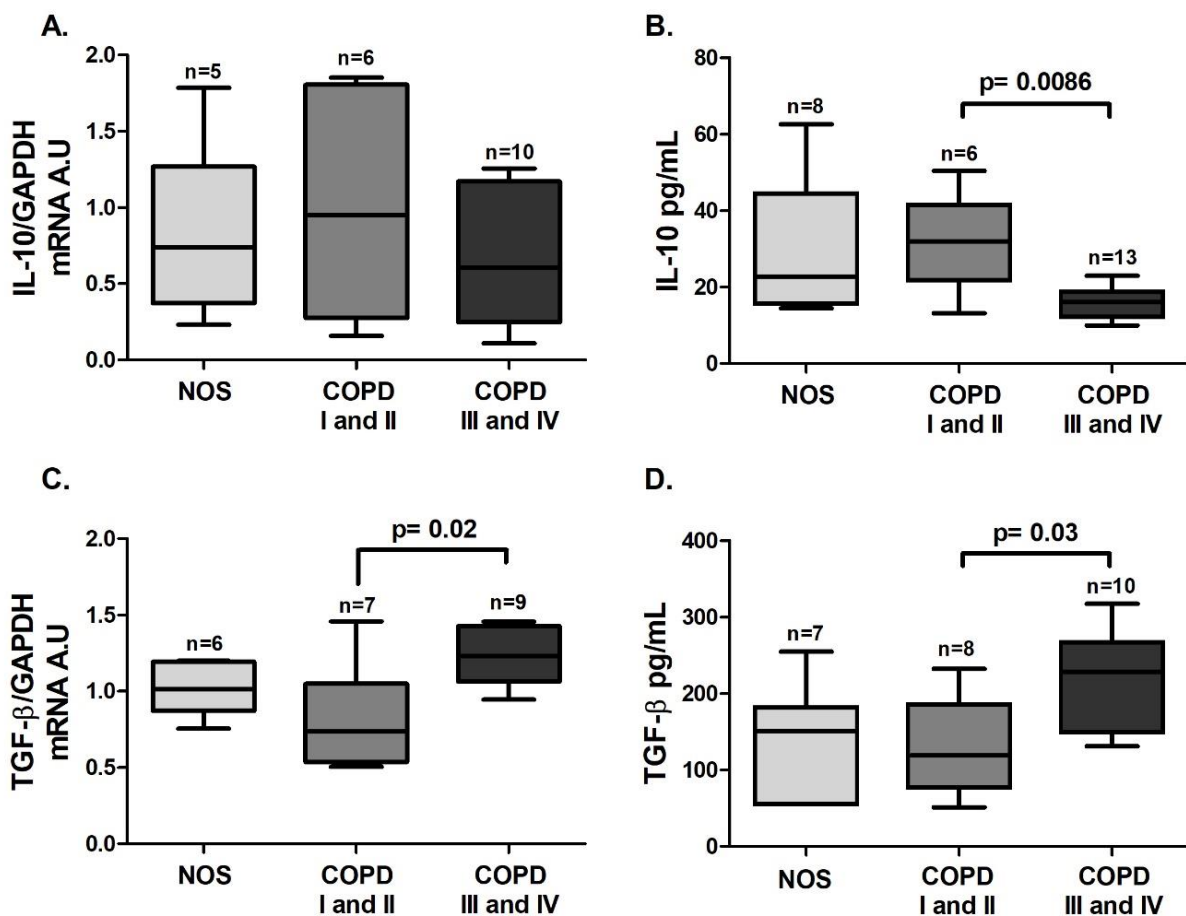 A.
IL-10/GAPDH
mRNA A.U
2.0
1.5
1.0
0.5
0.0
n=5
n=6
n=10
NOS
COPD
I and II
COPD
III and IV
B.
IL-10 pg/mL
80
60
40
20
0
p= 0.0086
n=8
n=6
n=13
NOS
COPD
I and II
COPD
III and IV
C.
TGF-β/GAPDH
mRNA A.U
2.0
1.5
1.0
0.5
0.0
p= 0.02
n=6
n=7
n=9
NOS
COPD
I and II
COPD
III and IV
D.
TGF-β pg/mL
400
300
200
100
0
p= 0.03
n=7
n=8
n=10
NOS
COPD
I and II
COPD
III and IV